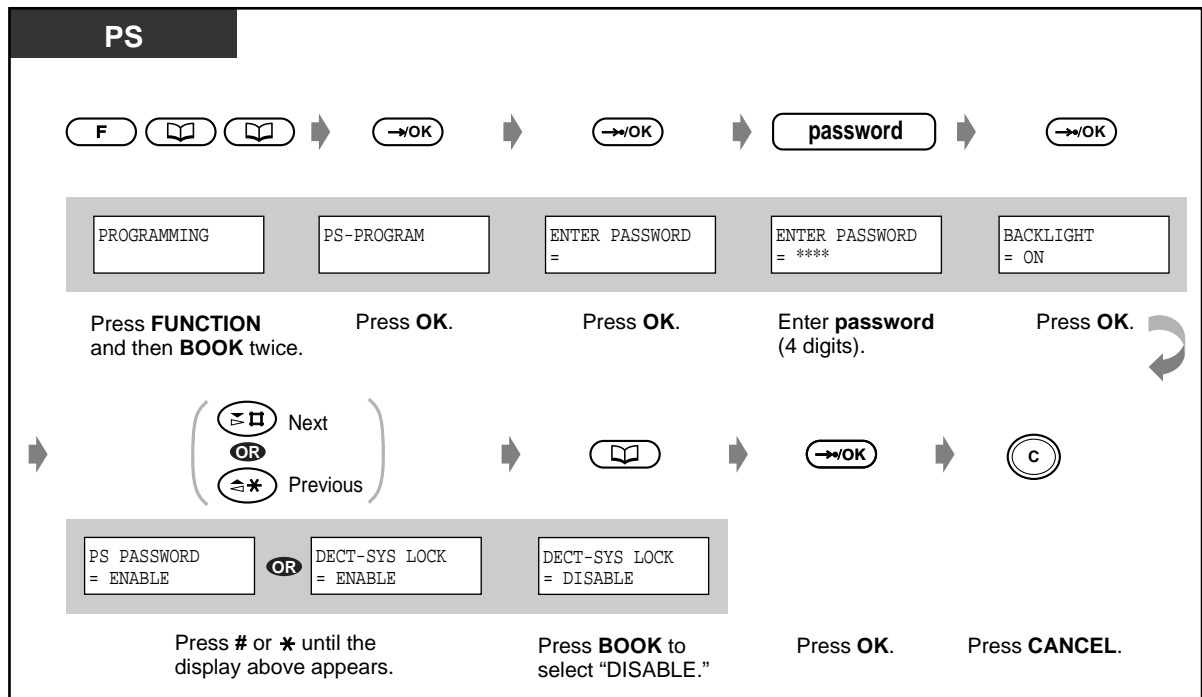 PS
F →/OK →/OK password →/OK
PROGRAMMING
PS-PROGRAM
ENTER PASSWORD
=
ENTER PASSWORD
= ****
BACKLIGHT
= ON
Press FUNCTION
and then BOOK twice.
Press OK.
Press OK.
Enter password
(4 digits).
Press OK.
# Next
OR
* Previous
→/OK C
PS PASSWORD
= ENABLE
OR
DECT-SYS LOCK
= ENABLE
DECT-SYS LOCK
= DISABLE
Press # or * until the
display above appears.
Press BOOK to
select “DISABLE.”
Press OK.
Press CANCEL.